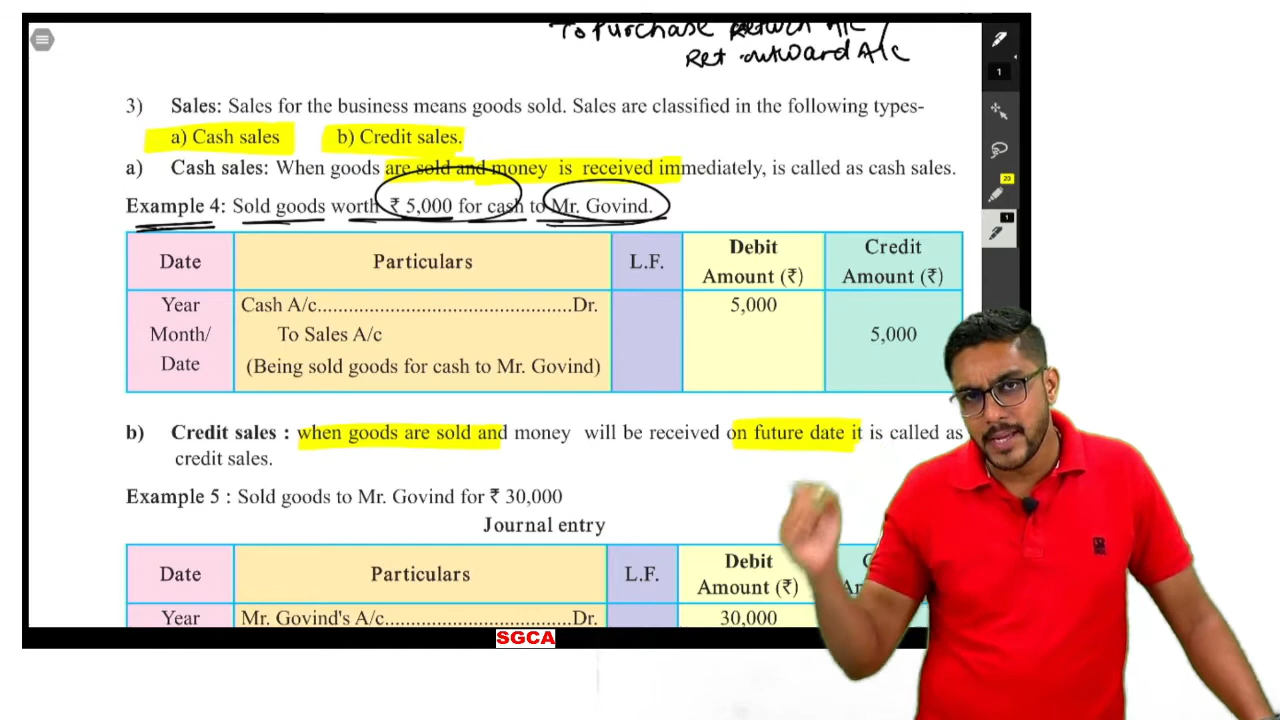 To Purchase Return A/c /
Ret outward A/c
3) Sales: Sales for the business means goods sold. Sales are classified in the following types-
a) Cash sales b) Credit sales.
a) Cash sales: When goods are sold and money is received immediately, is called as cash sales.
Example 4: Sold goods worth ₹ 5,000 for cash to Mr. Govind.
Date Particulars L.F. Debit Amount (₹) Credit Amount (₹)
Year Cash A/c..................................................Dr. 5,000
Month/ To Sales A/c 5,000
Date (Being sold goods for cash to Mr. Govind)
b) Credit sales : when goods are sold and money will be received on future date it is called as
credit sales.
Example 5 : Sold goods to Mr. Govind for ₹ 30,000
Journal entry
Date Particulars L.F. Debit Amount (₹)
Year Mr. Govind's A/c.....................................Dr. 30,000
SGCA
1
20
1